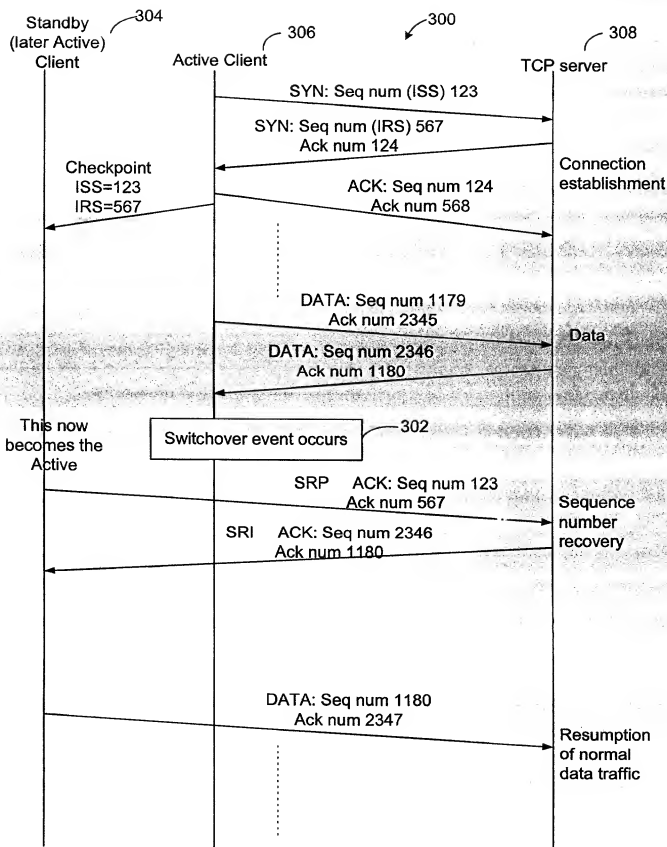 Standby
(later Active)
Client
304
306
300
308
Active Client
TCP server
SYN: Seq num (ISS) 123
SYN: Seq num (IRS) 567
Ack num 124
Connection
establishment
Checkpoint
ISS=123
IRS=567
ACK: Seq num 124
Ack num 568
DATA: Seq num 1179
Ack num 2345
Data
DATA: Seq num 2346
Ack num 1180
This now
becomes the
Active
Switchover event occurs
302
SRP ACK: Seq num 123
Ack num 567
Sequence
number
recovery
SRI ACK: Seq num 2346
Ack num 1180
DATA: Seq num 1180
Ack num 2347
Resumption
of normal
data traffic